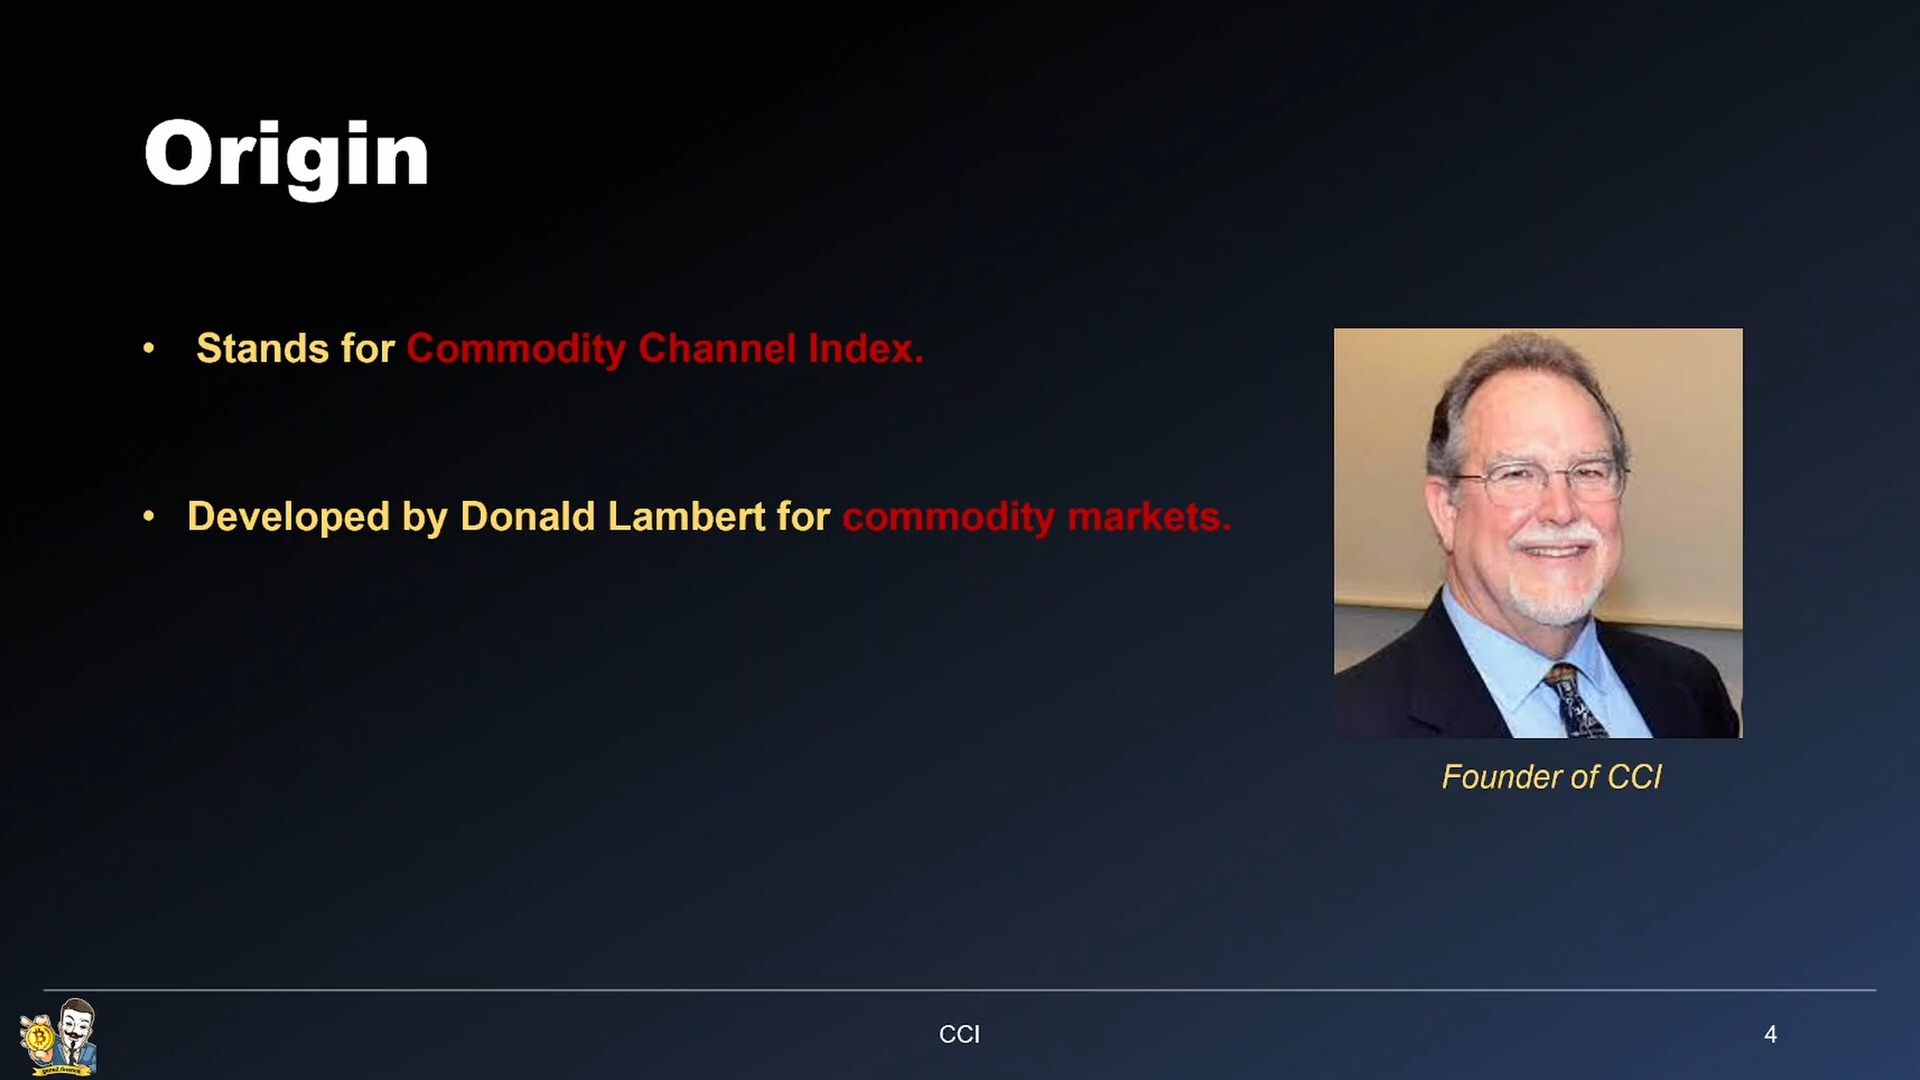 Origin
• Stands for Commodity Channel Index.
• Developed by Donald Lambert for commodity markets.
Founder of CCI
CCI
4